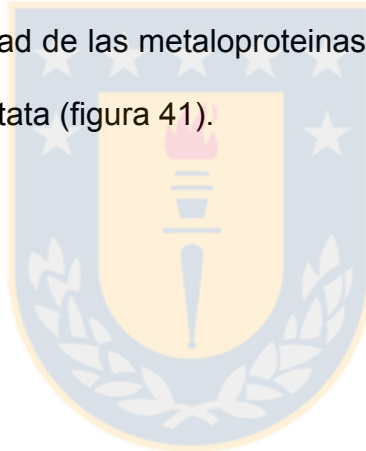 ad de las metaloproteinas
tata (figura 41).